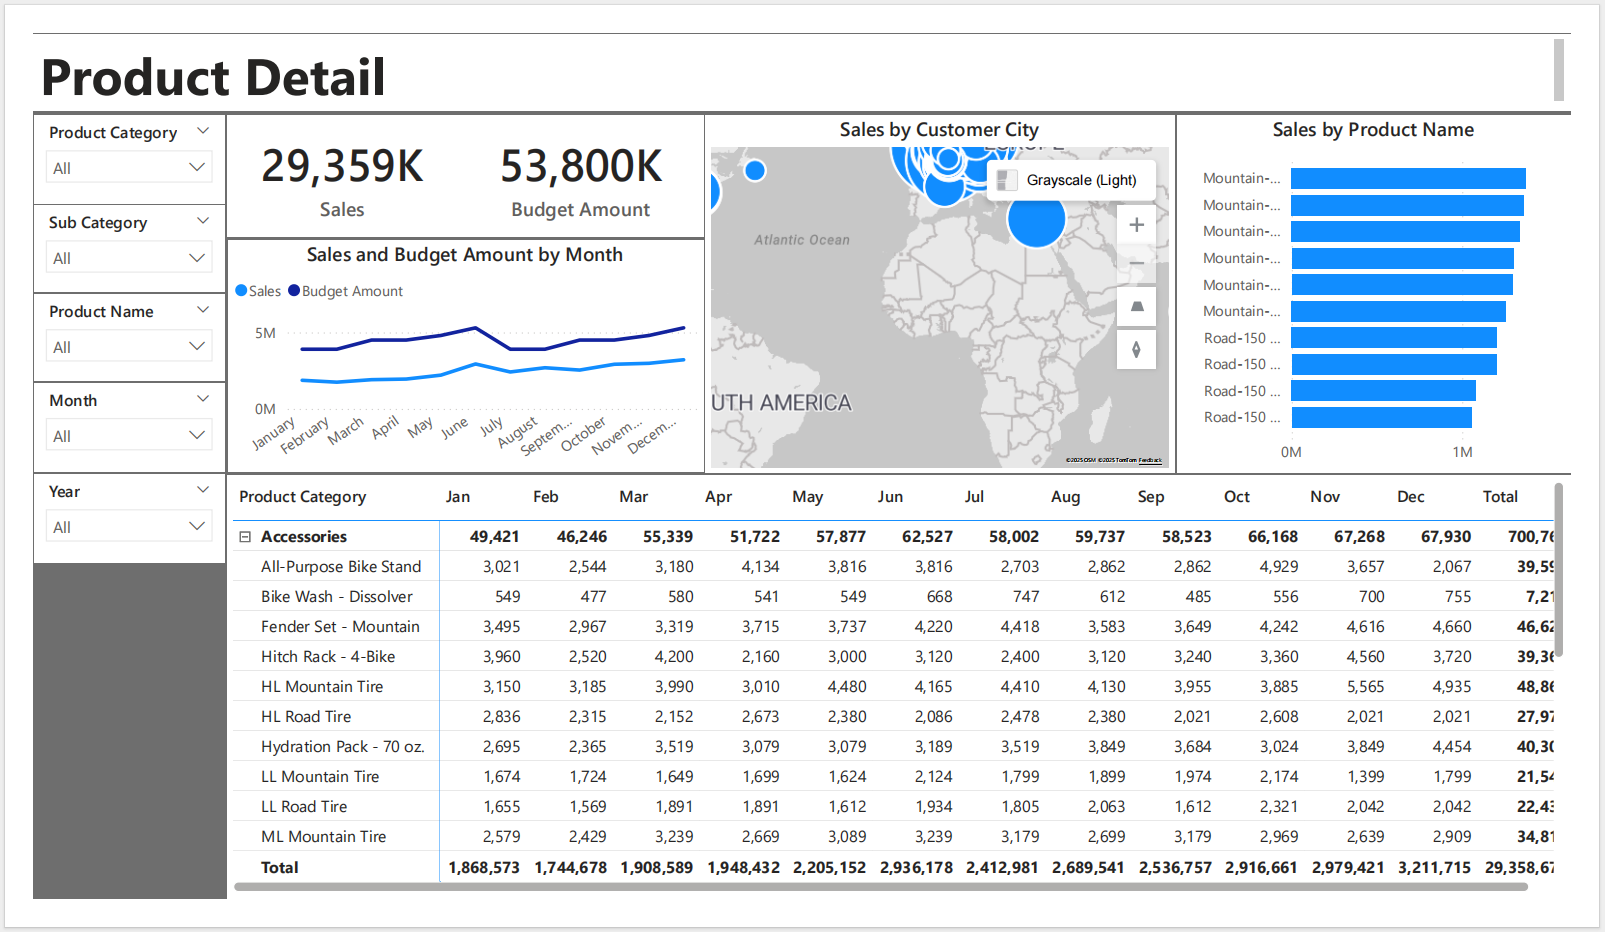 Product Detail
Product Category
All
Sub Category
All
Product Name
All
Month
All
Year
All
29,359K
Sales
53,800K
Budget Amount
Sales and Budget Amount by Month
Sales Budget Amount
5M
0M
January February March April May June July August Septem... October Novem... Decem...
Sales by Customer City
Grayscale (Light)
Atlantic Ocean
UTH AMERICA
©2025 OSM ©2025 TomTom Feedback
Sales by Product Name
Mountain-...
Mountain-...
Mountain-...
Mountain-...
Mountain-...
Mountain-...
Road-150 ...
Road-150 ...
Road-150 ...
Road-150 ...
0M 1M
Product Category Jan Feb Mar Apr May Jun Jul Aug Sep Oct Nov Dec Total
Accessories 49,421 46,246 55,339 51,722 57,877 62,527 58,002 59,737 58,523 66,168 67,268 67,930 700,76
All-Purpose Bike Stand 3,021 2,544 3,180 4,134 3,816 3,816 2,703 2,862 2,862 4,929 3,657 2,067 39,59
Bike Wash - Dissolver 549 477 580 541 549 668 747 612 485 556 700 755 7,21
Fender Set - Mountain 3,495 2,967 3,319 3,715 3,737 4,220 4,418 3,583 3,649 4,242 4,616 4,660 46,62
Hitch Rack - 4-Bike 3,960 2,520 4,200 2,160 3,000 3,120 2,400 3,120 3,240 3,360 4,560 3,720 39,36
HL Mountain Tire 3,150 3,185 3,990 3,010 4,480 4,165 4,410 4,130 3,955 3,885 5,565 4,935 48,86
HL Road Tire 2,836 2,315 2,152 2,673 2,380 2,086 2,478 2,380 2,021 2,608 2,021 2,021 27,97
Hydration Pack - 70 oz. 2,695 2,365 3,519 3,079 3,079 3,189 3,519 3,849 3,684 3,024 3,849 4,454 40,30
LL Mountain Tire 1,674 1,724 1,649 1,699 1,624 2,124 1,799 1,899 1,974 2,174 1,399 1,799 21,54
LL Road Tire 1,655 1,569 1,891 1,891 1,612 1,934 1,805 2,063 1,612 2,321 2,042 2,042 22,43
ML Mountain Tire 2,579 2,429 3,239 2,669 3,089 3,239 3,179 2,699 3,179 2,969 2,639 2,909 34,81
Total 1,868,573 1,744,678 1,908,589 1,948,432 2,205,152 2,936,178 2,412,981 2,689,541 2,536,757 2,916,661 2,979,421 3,211,715 29,358,67